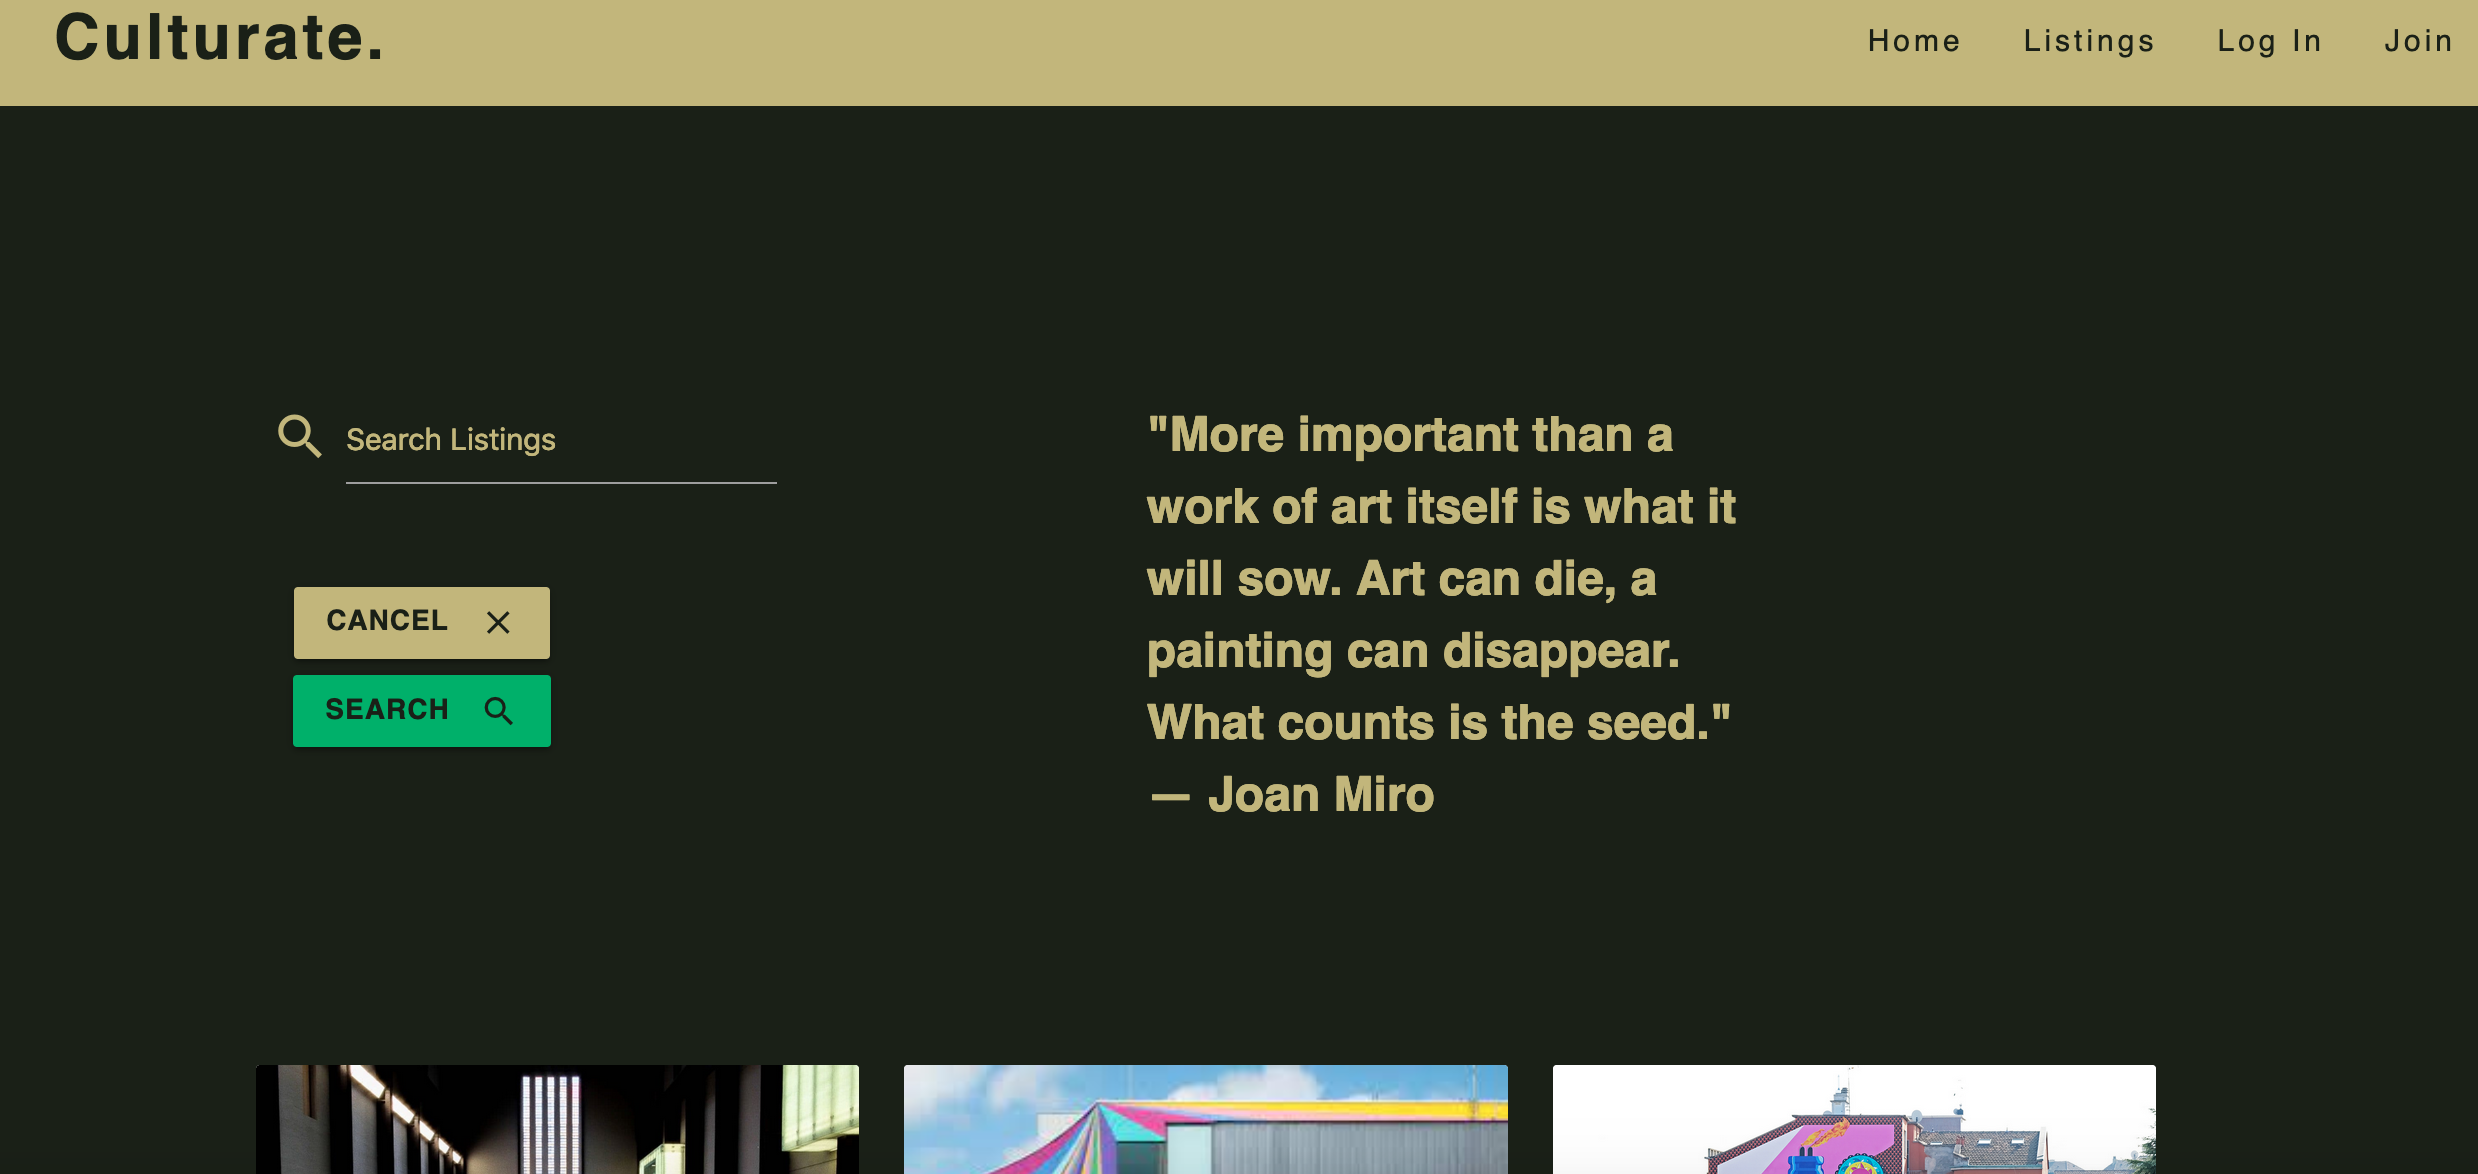 Culturate.
Home Listings Log In Join
Search Listings
CANCEL
SEARCH
"More important than a
work of art itself is what it
will sow. Art can die, a
painting can disappear.
What counts is the seed."
— Joan Miro